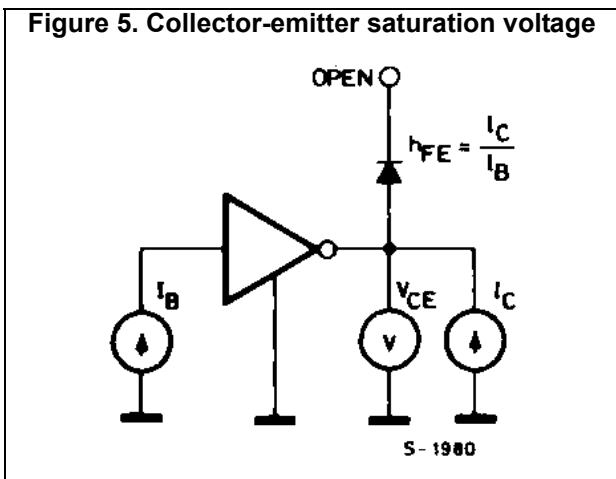 Figure 5. Collector-emitter saturation voltage
OPEN
hFE = IC
IB
IB
VCE
IC
V
S-1980